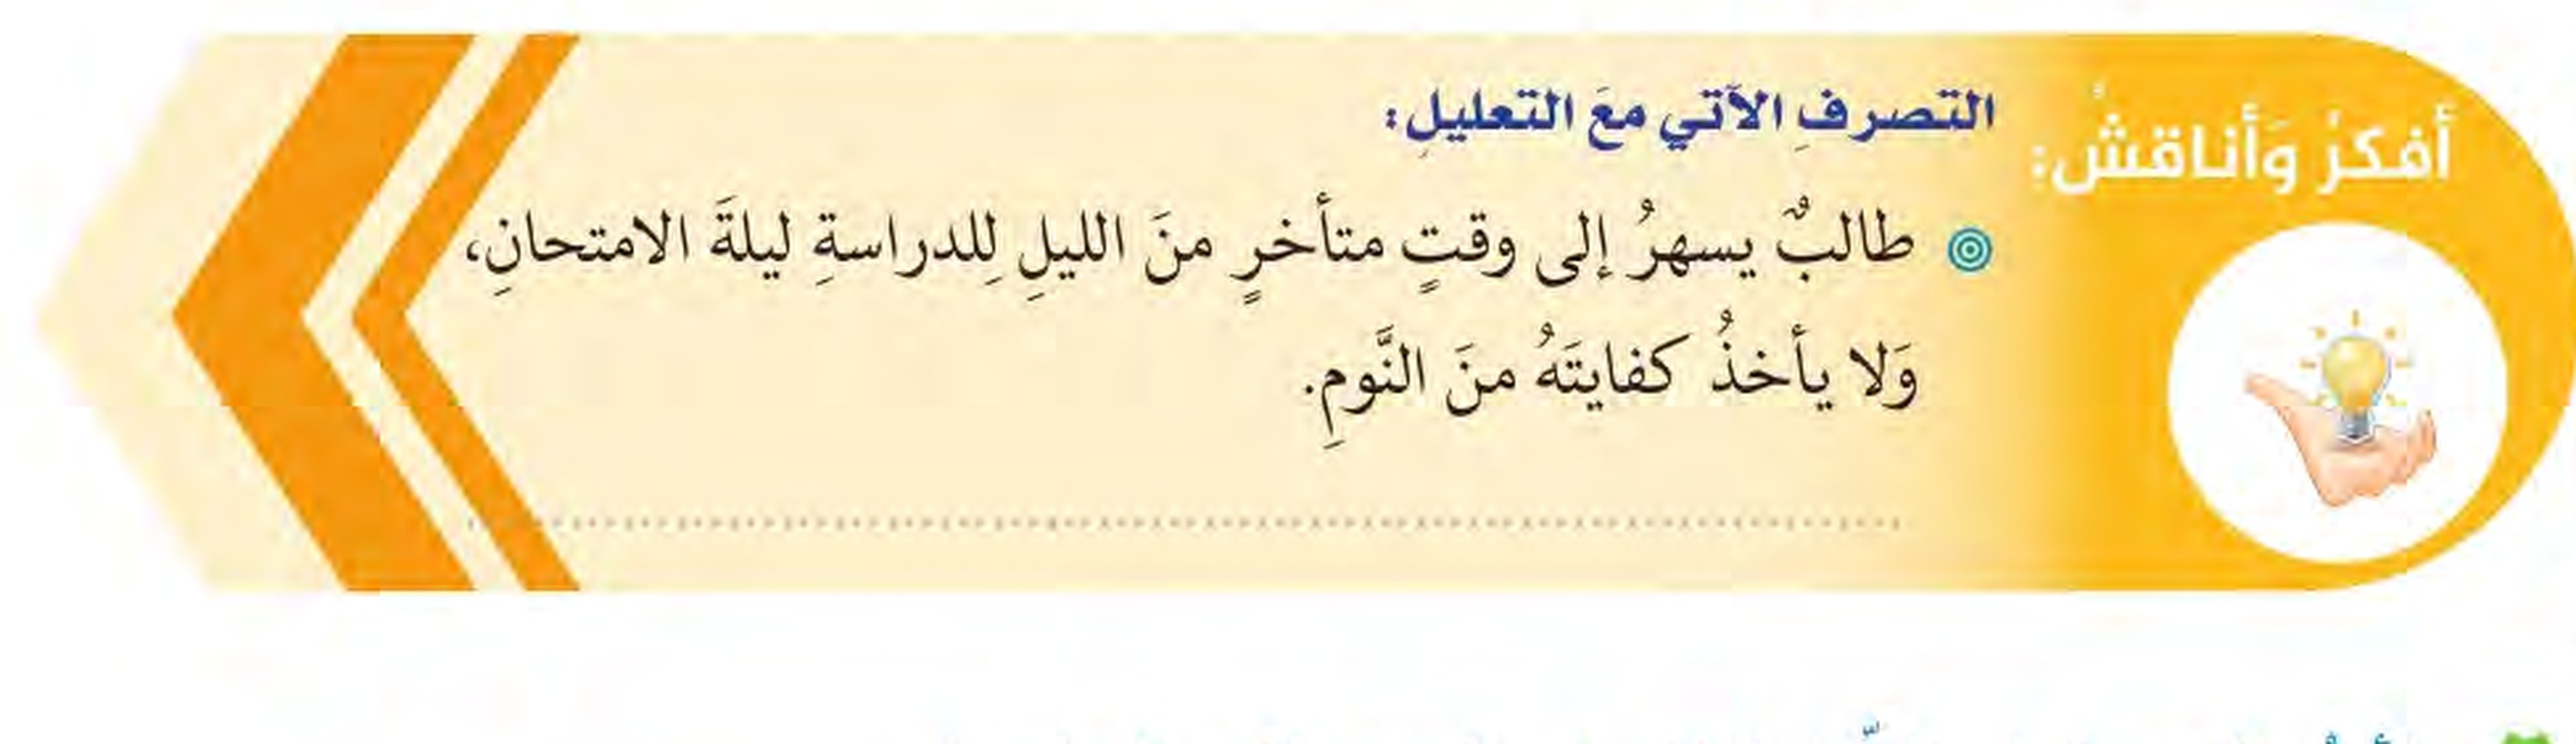 أفكرُ وَأناقشُ:
التصرفِ الآتي معَ التعليلِ:
طالبٌ يسهرُ إلى وقتٍ متأخرٍ منَ الليلِ لِلدراسةِ ليلةَ الامتحانِ،
وَلا يأخذُ كفايتَهُ منَ النَّومِ.